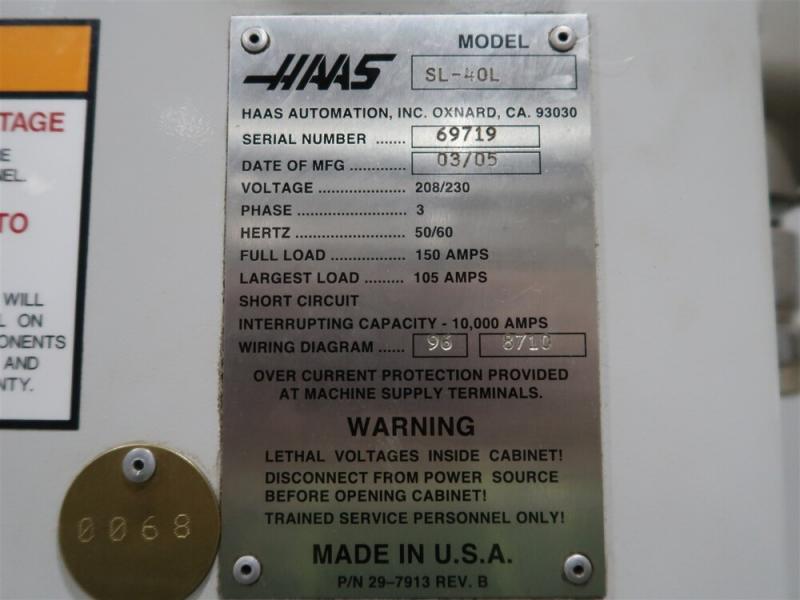 TAGE
E
NEL
TO
WILL
L ON
PONENTS
AND
NTY.
MODEL
HAAS SL-40L
HAAS AUTOMATION, INC. OXNARD, CA. 93030
SERIAL NUMBER ....... 69719
DATE OF MFG .............. 03/05
VOLTAGE ..................... 208/230
PHASE .......................... 3
HERTZ .......................... 50/60
FULL LOAD .................. 150 AMPS
LARGEST LOAD ......... 105 AMPS
SHORT CIRCUIT
INTERRUPTING CAPACITY - 10,000 AMPS
WIRING DIAGRAM ...... 96 8710
OVER CURRENT PROTECTION PROVIDED
AT MACHINE SUPPLY TERMINALS.
WARNING
LETHAL VOLTAGES INSIDE CABINET!
DISCONNECT FROM POWER SOURCE
BEFORE OPENING CABINET!
TRAINED SERVICE PERSONNEL ONLY!
MADE IN U.S.A.
P/N 29-7913 REV. B
0068